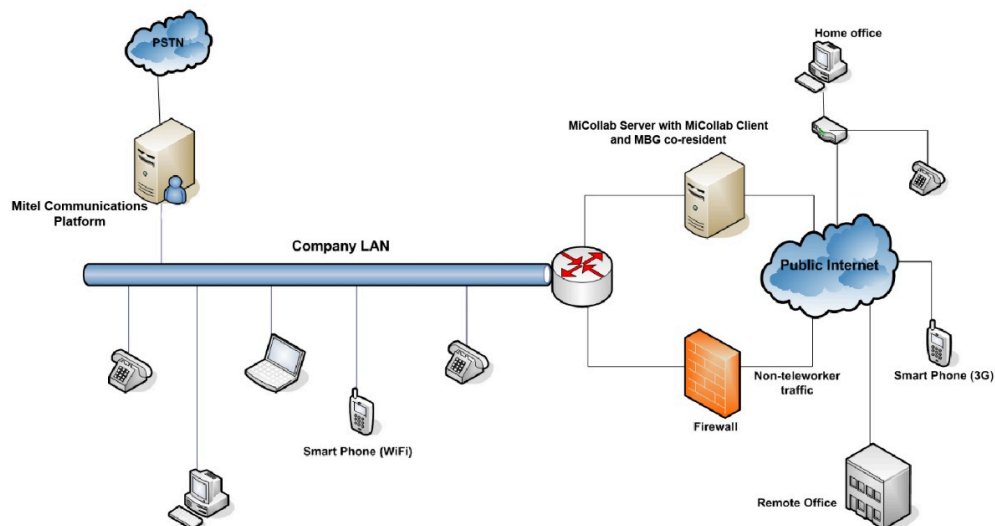 PSTN
Home office
MiCollab Server with MiCollab Client
and MBG co-resident
Mitel Communications
Platform
Company LAN
Public Internet
Non-teleworker
traffic
Smart Phone (3G)
Firewall
Smart Phone (WiFi)
Remote Office